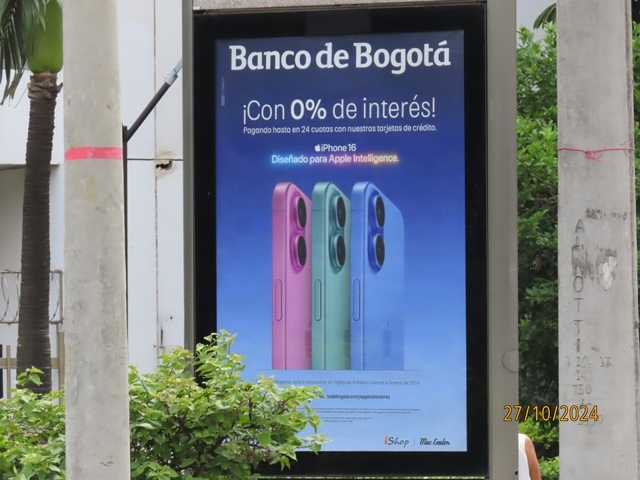 Banco de Bogotá
¡Con 0% de interés!
Pagando hasta en 24 cuotas con nuestras tarjetas de crédito.
iPhone 16
Diseñado para Apple Intelligence.
iShop Mac Center
27/10/2024